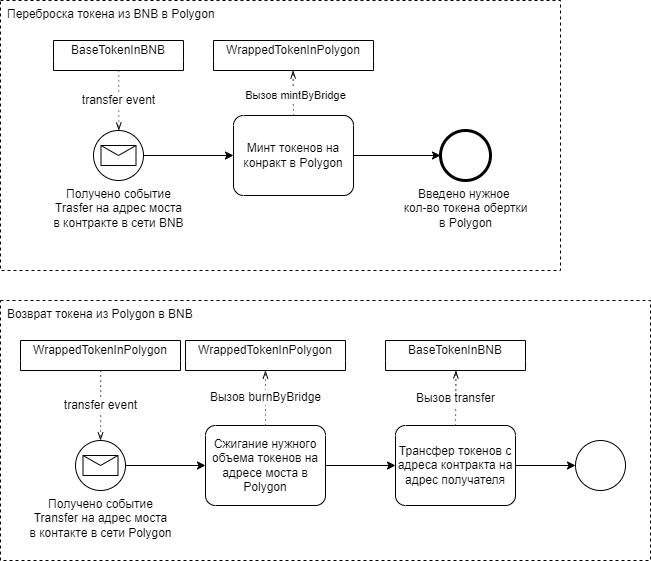 Переброска токена из BNB в Polygon
BaseTokenInBNB
WrappedTokenInPolygon
transfer event
Вызов mintByBridge
Минт токенов на
конракт в Polygon
Получено событие
Trasfer на адрес моста
в контракте в сети BNB
Введено нужное
кол-во токена обертки
в Polygon
Возврат токена из Polygon в BNB
WrappedTokenInPolygon
WrappedTokenInPolygon
BaseTokenInBNB
transfer event
Вызов burnByBridge
Вызов transfer
Сжигание нужного
объема токенов на
адресе моста в
Polygon
Трансфер токенов с
адреса контракта на
адрес получателя
Получено событие
Transfer на адрес моста
в контакте в сети Polygon